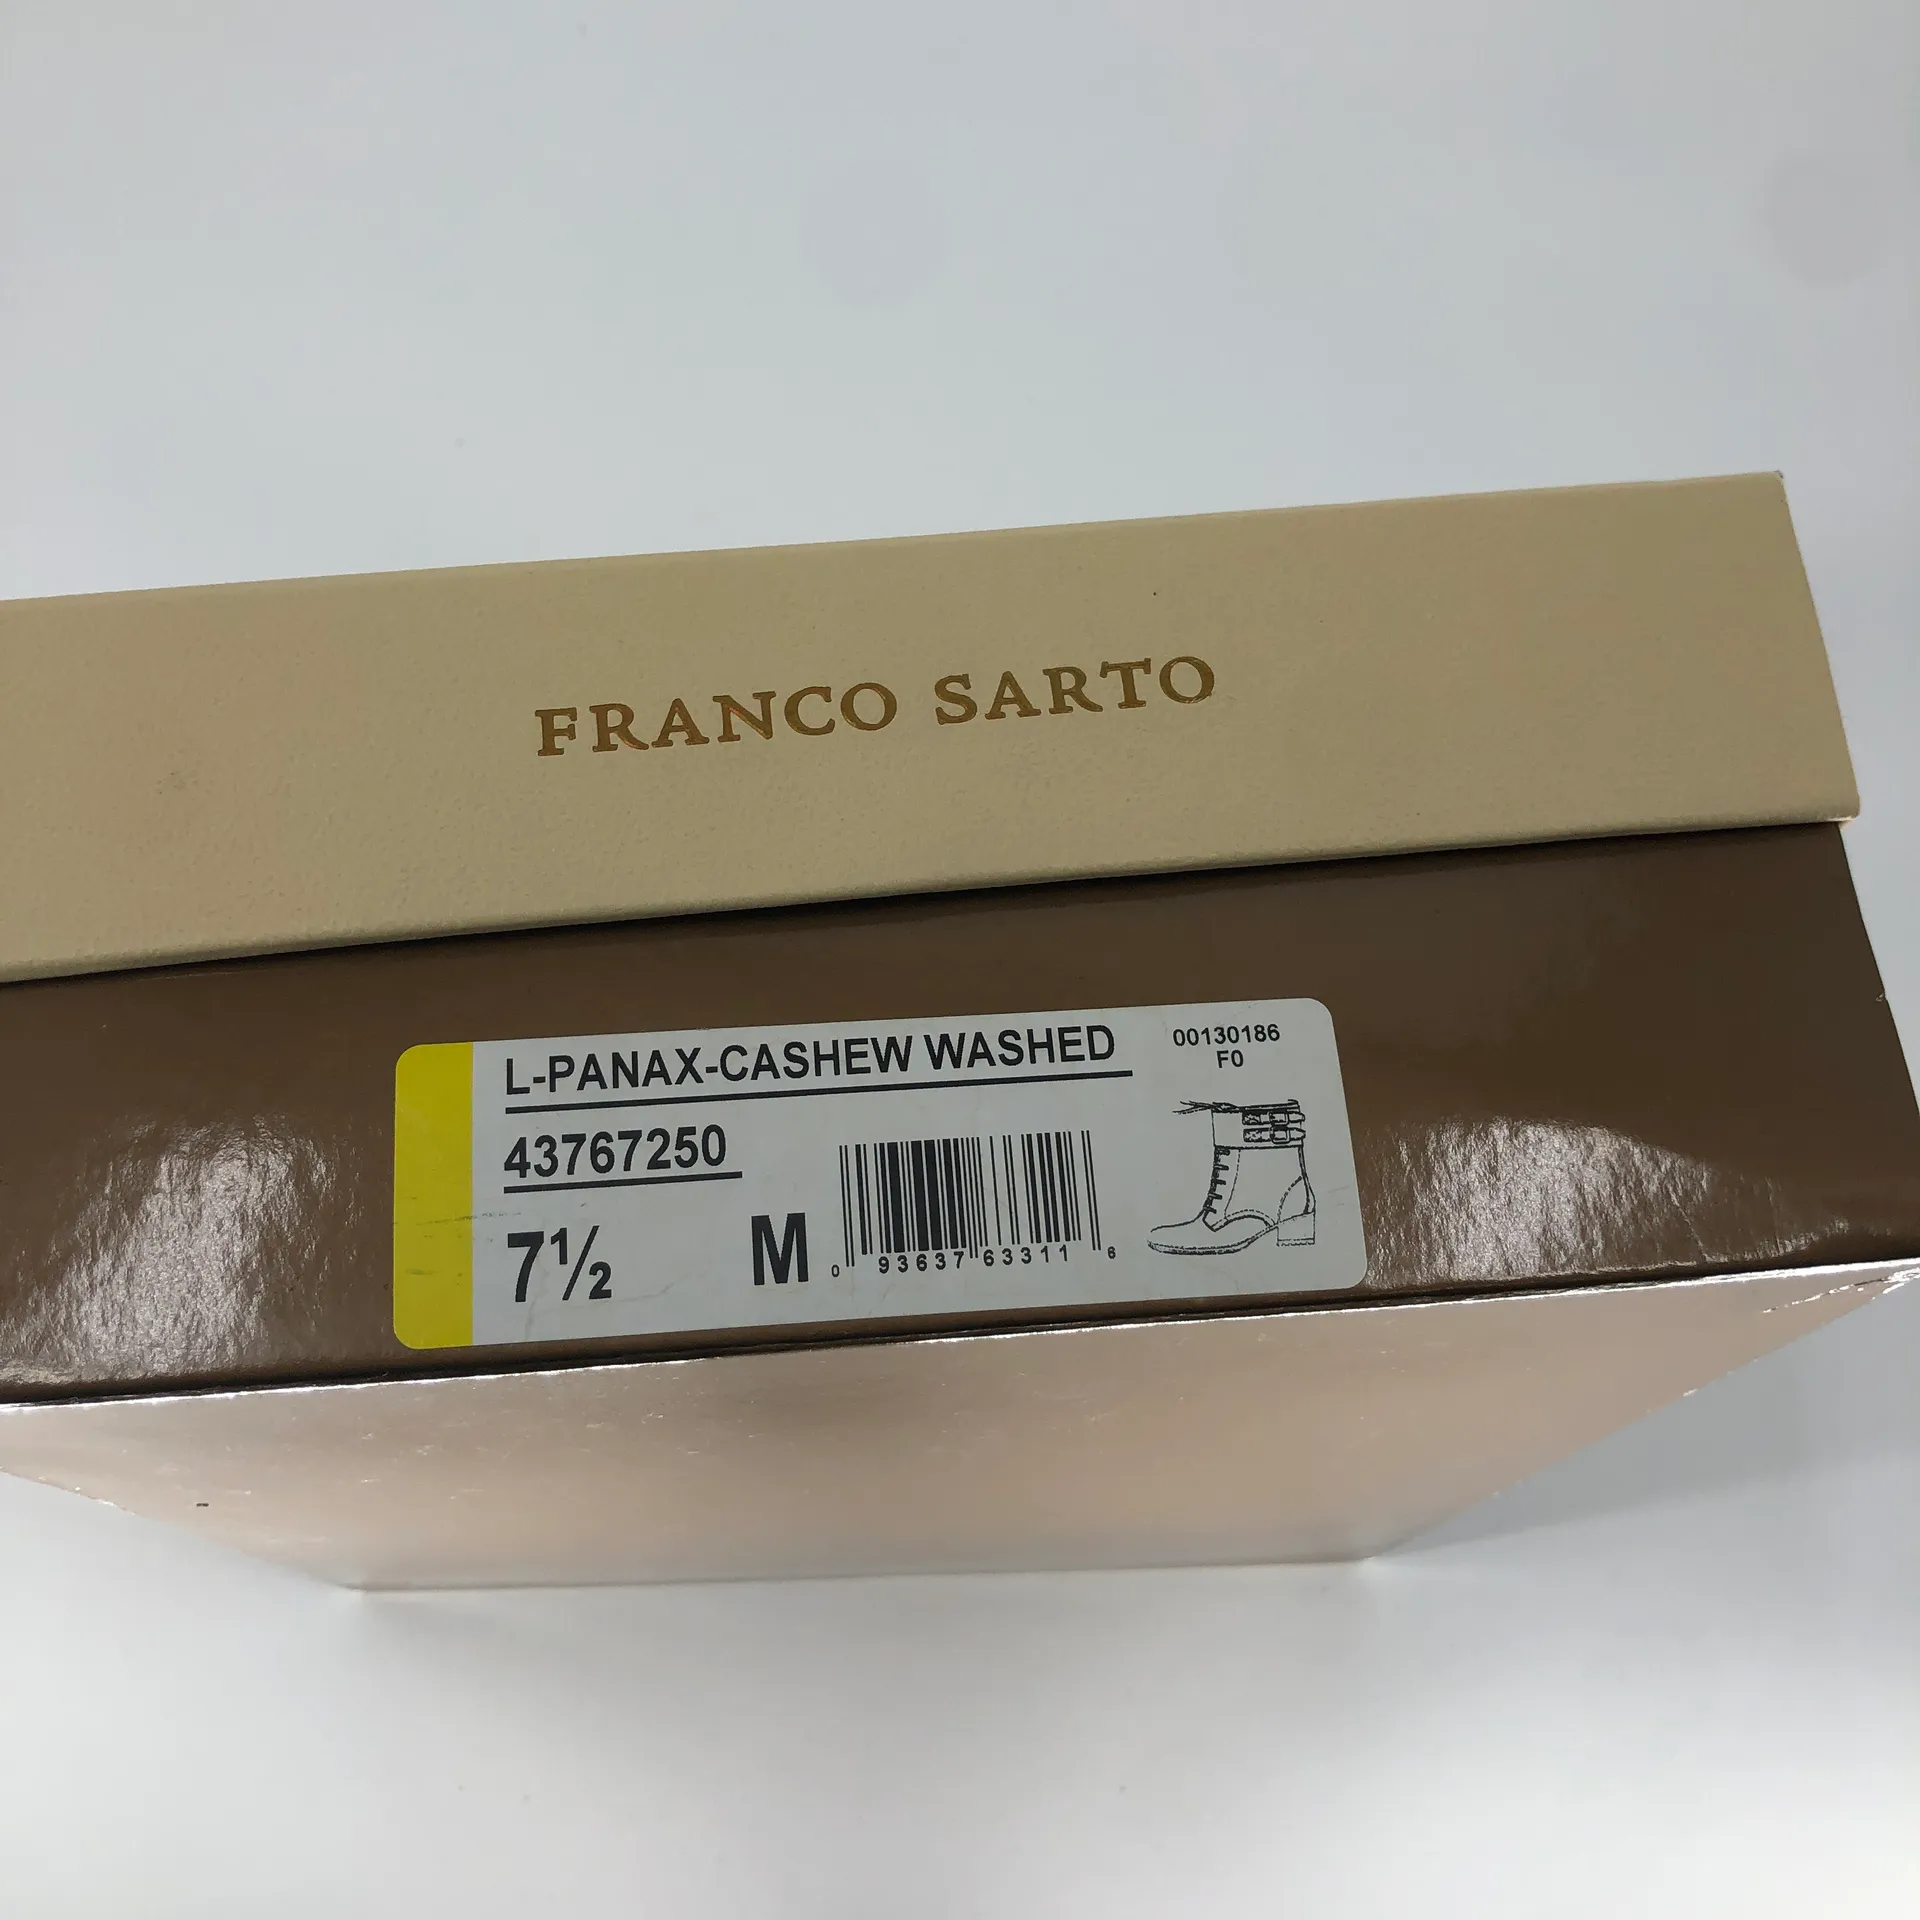 FRANCO SARTO
L-PANAX-CASHEW WASHED
00130186
F0
43767250
7½ M
0 93637 63311 6